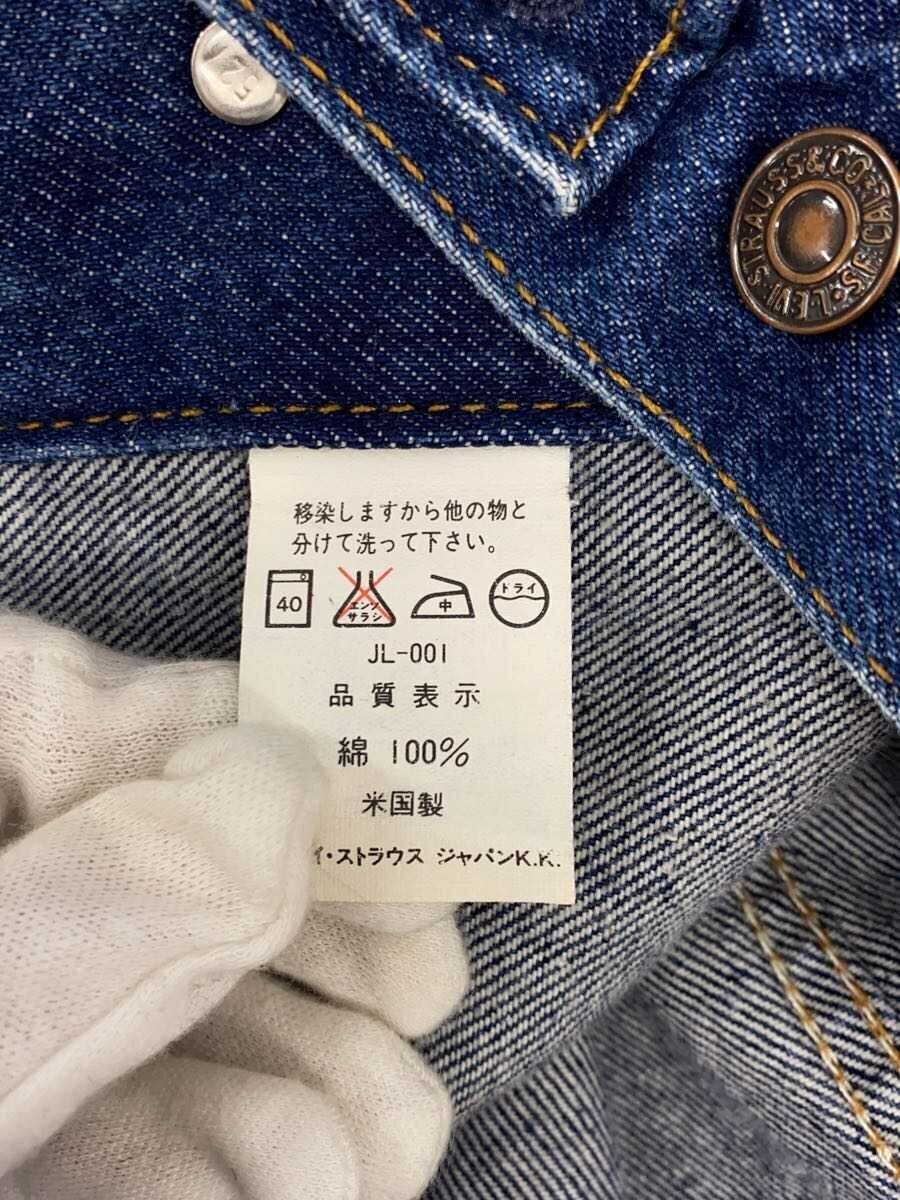 LEVI STRAUSS & CO. S.F. CAL.
移染しますから他の物と
分けて洗って下さい。
40 エンソ サラシ 中 ドライ
JL-001
品質表示
綿 100%
米国製
イ・ストラウス ジャパンK.K.